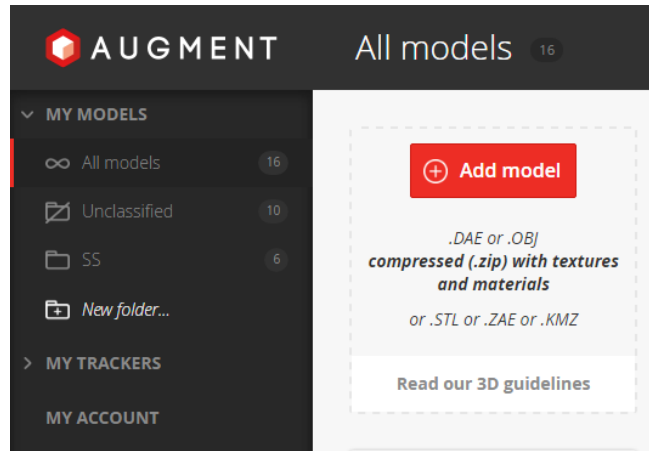 AUGMENT
All models 16
MY MODELS
All models 16
Unclassified 10
SS 6
New folder...
MY TRACKERS
MY ACCOUNT
Add model
.DAE or .OBJ
compressed (.zip) with textures
and materials
or .STL or .ZAE or .KMZ
Read our 3D guidelines